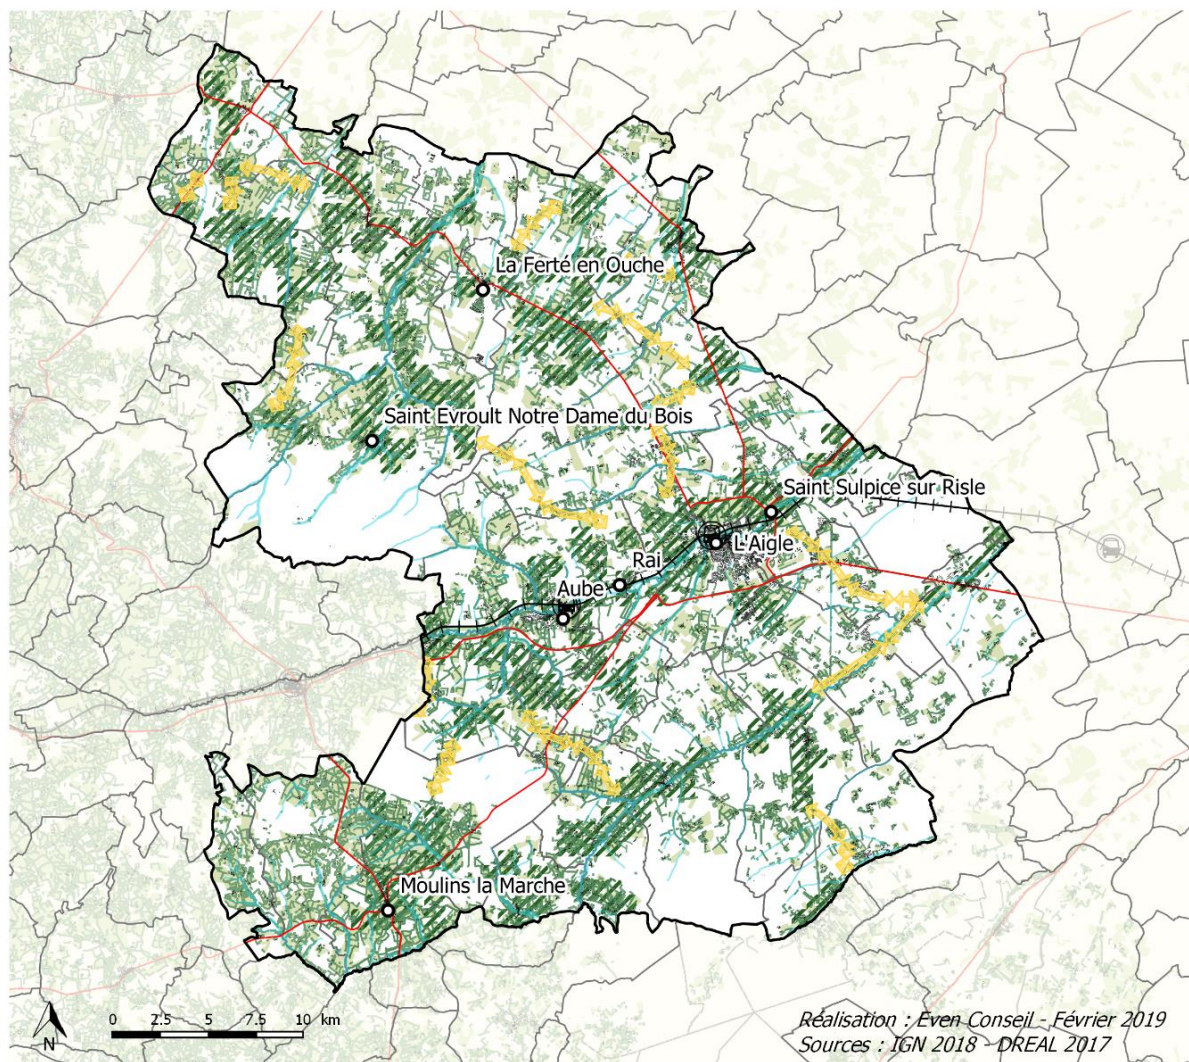 La Ferté en Ouche
Saint Evroult Notre Dame du Bois
Saint Sulpice sur Risle
L'Aigle
Rai
Aube
Moulins la Marche
N
0 2.5 5 7.5 10 km
Réalisation : Even Conseil - Février 2019
Sources : IGN 2018 - DREAL 2017